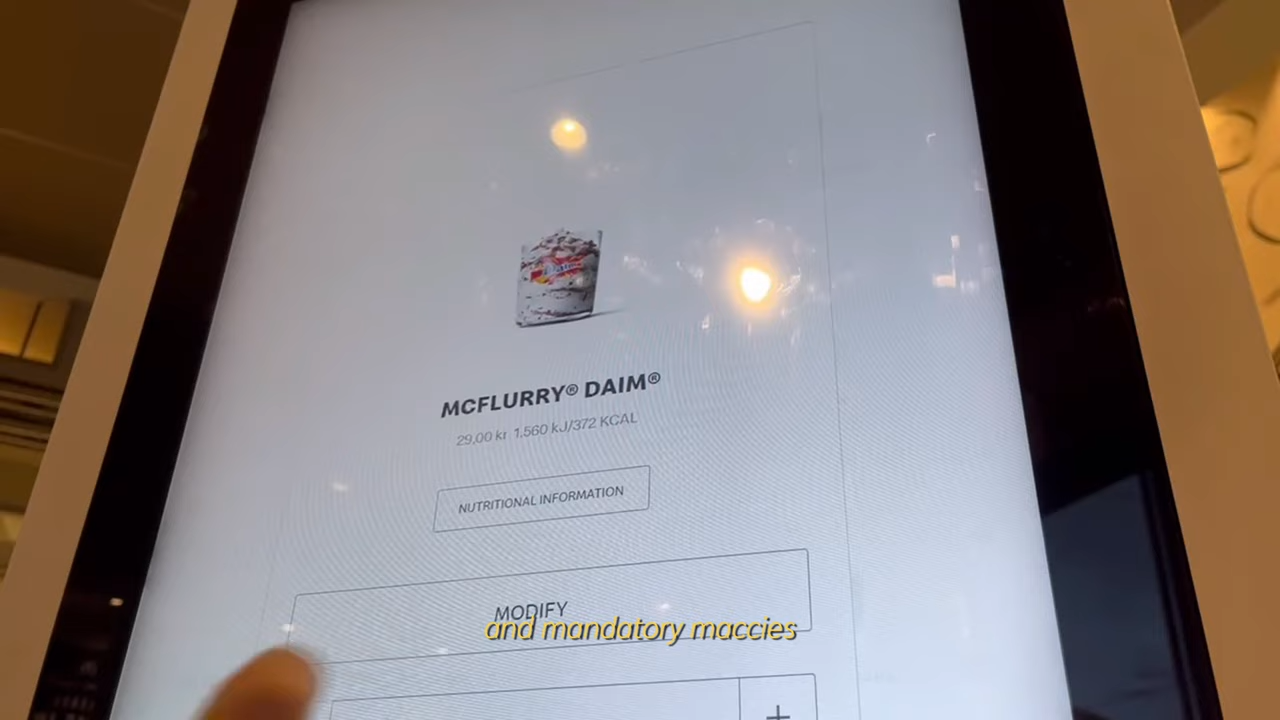 MCFLURRY® DAIM®
29,00 kr 1.560 kJ/372 KCAL
NUTRITIONAL INFORMATION
MODIFY
and mandatory maccies
+